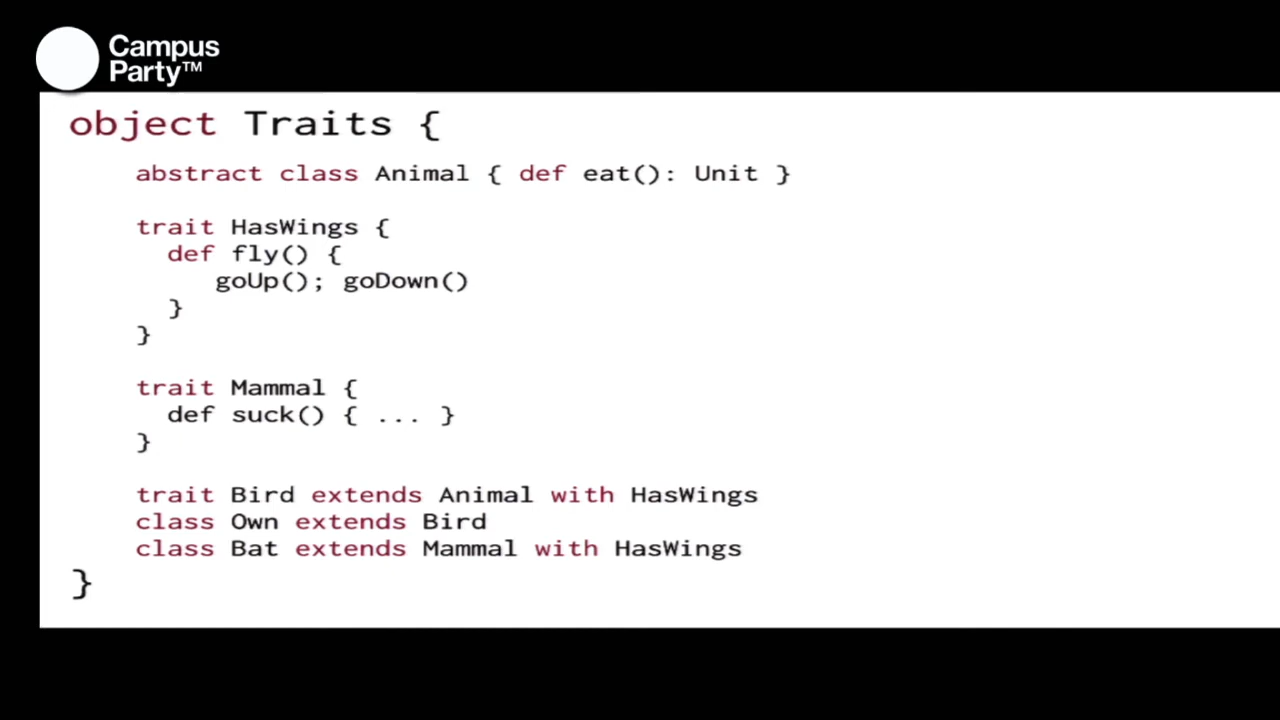 Campus
Party™
object Traits {
abstract class Animal { def eat(): Unit }
trait HasWings {
def fly() {
goUp(); goDown()
}
}
trait Mammal {
def suck() { ... }
}
trait Bird extends Animal with HasWings
class Own extends Bird
class Bat extends Mammal with HasWings
}